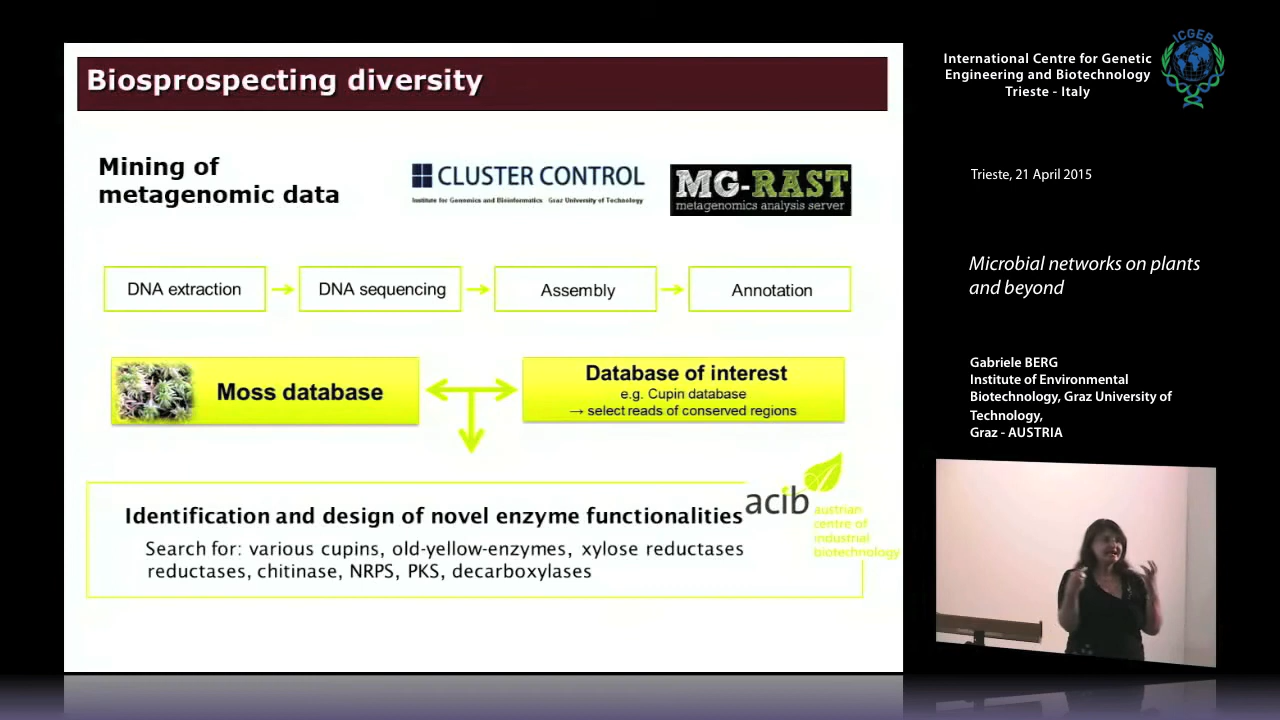 Biosprospecting diversity
Mining of
metagenomic data
CLUSTER CONTROL
Institute for Genomics and Bioinformatics Graz University of Technology
MG-RAST
metagenomics analysis server
DNA extraction
DNA sequencing
Assembly
Annotation
Moss database
Database of interest
e.g. Cupin database
→ select reads of conserved regions
Identification and design of novel enzyme functionalities
Search for: various cupins, old-yellow-enzymes, xylose reductases
reductases, chitinase, NRPS, PKS, decarboxylases
acib
austrian
centre of
industrial
biotechnology
International Centre for Genetic
Engineering and Biotechnology
Trieste - Italy
ICGEB
Trieste, 21 April 2015
Microbial networks on plants
and beyond
Gabriele BERG
Institute of Environmental
Biotechnology, Graz University of
Technology,
Graz - AUSTRIA